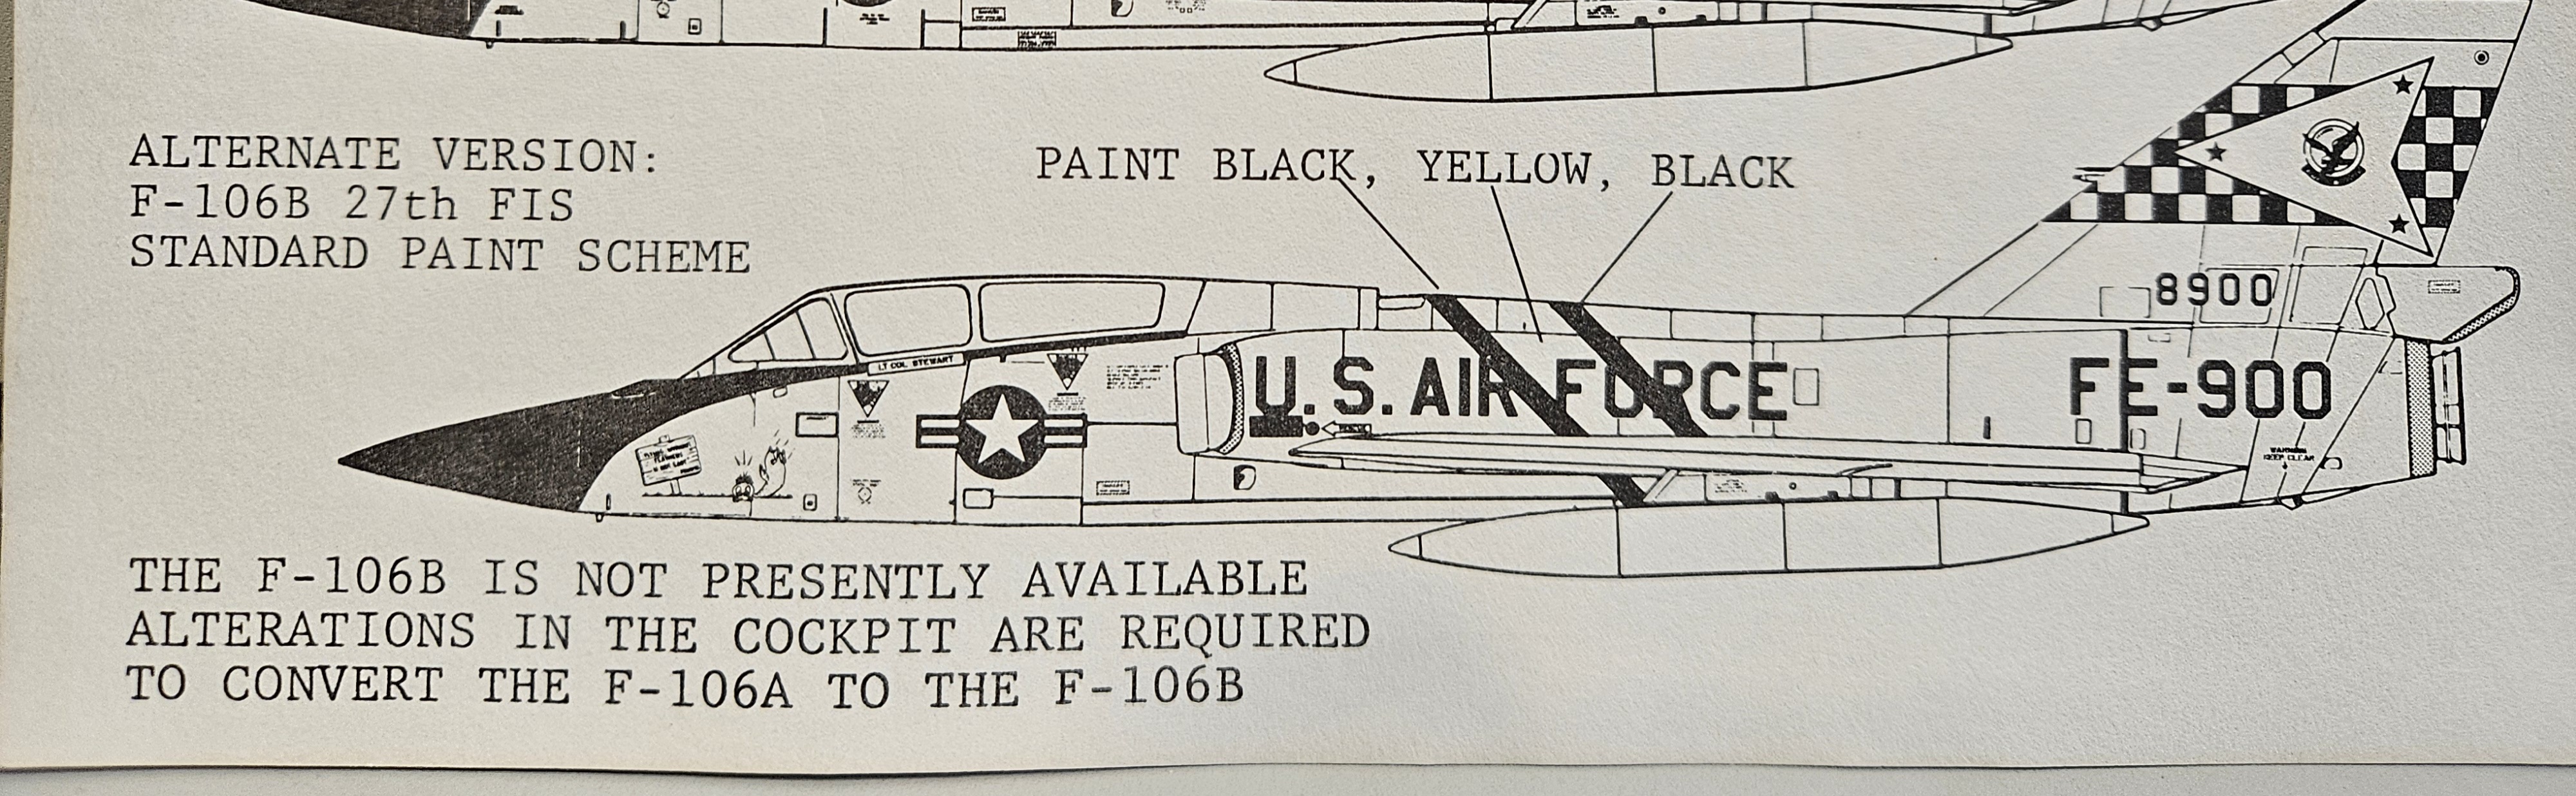 PAINT BLACK, YELLOW, BLACK
ALTERNATE VERSION:
F-106B 27th FIS
STANDARD PAINT SCHEME
8900
LT COL. STEWART
U.S. AIR FORCE
FE-900
KEEP CLEAR
THE F-106B IS NOT PRESENTLY AVAILABLE
ALTERATIONS IN THE COCKPIT ARE REQUIRED
TO CONVERT THE F-106A TO THE F-106B